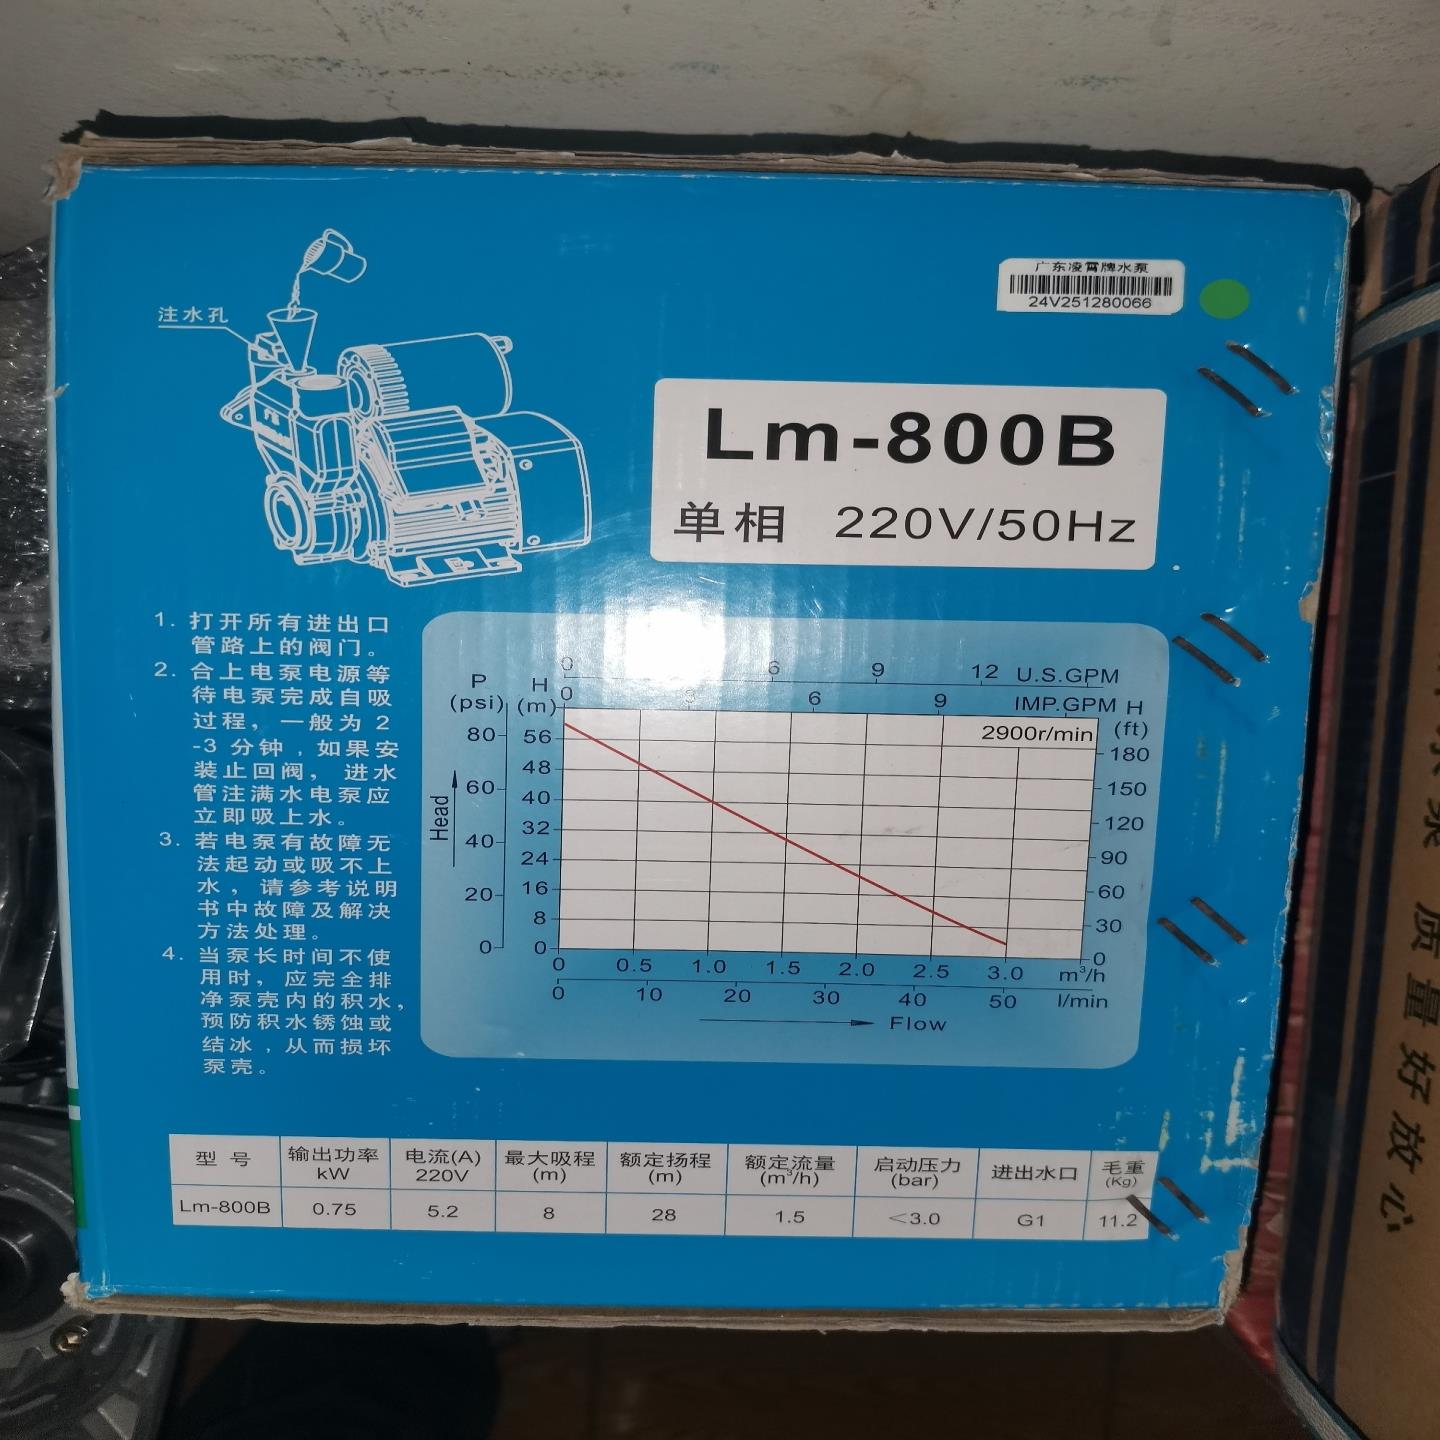 广东凌霄牌水泵
24V251280066
注水孔
Lm-800B
单相 220V/50Hz
1. 打开所有进出口
管路上的阀门。
2. 合上电泵电源等
待电泵完成自吸
过程，一般为 2
-3 分钟，如果安
装止回阀，进水
管注满水电泵应
立即吸上水。
3. 若电泵有故障无
法起动或吸不上
水，请参考说明
书中故障及解决
方法处理。
4. 当泵长时间不使
用时，应完全排
净泵壳内的积水，
预防积水锈蚀或
结冰，从而损坏
泵壳。
0 6 9 12 U.S.GPM
0 3 6 9 IMP.GPM
P (psi)
H (m)
H (ft)
2900r/min
80 60 40 20 0
56 48 40 32 24 16 8 0
180 150 120 90 60 30 0
Head
0 0.5 1.0 1.5 2.0 2.5 3.0 m³/h
0 10 20 30 40 50 l/min
Flow
型号 输出功率 kW 电流(A) 220V 最大吸程 (m) 额定扬程 (m) 额定流量 (m³/h) 启动压力 (bar) 进出水口 毛重 (Kg)
Lm-800B 0.75 5.2 8 28 1.5 <3.0 G1 11.2
泵 质量好放心